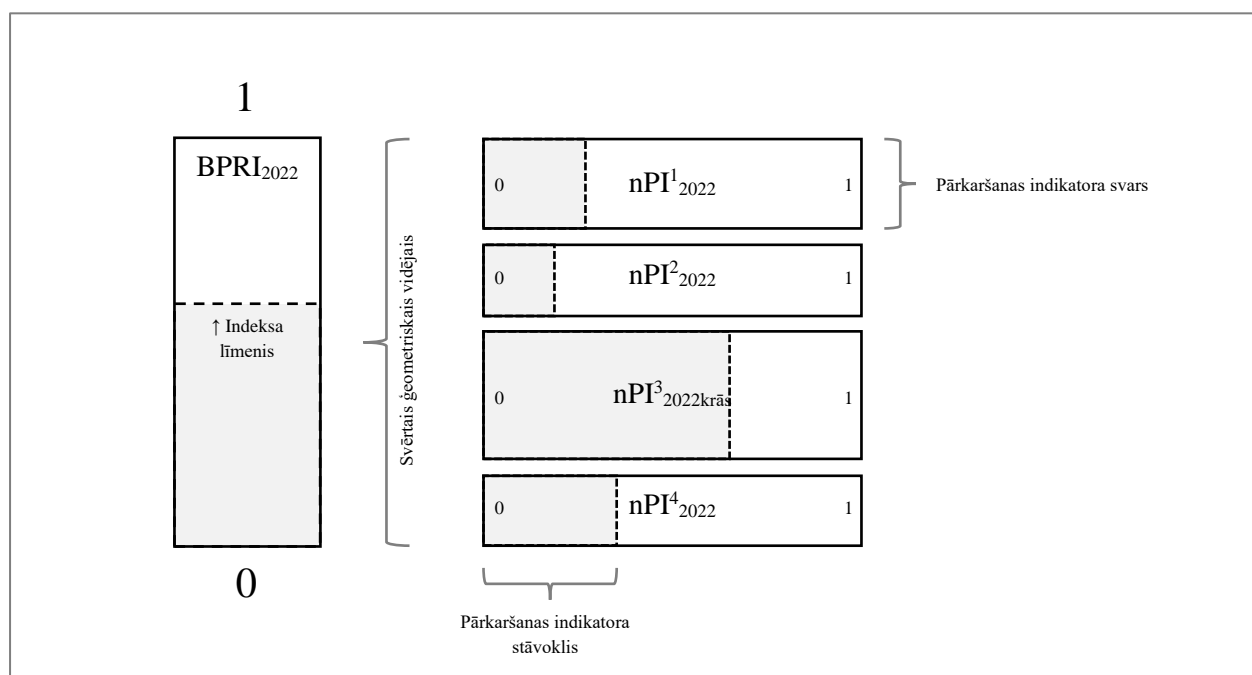 1
BPRI2022
↑ Indeksa
līmenis
0
Svērtais ģeometriskais vidējais
0 nPI¹2022 1
0 nPI²2022 1
0 nPI³2022krās 1
0 nPI⁴2022 1
Pārkaršanas indikatora svars
Pārkaršanas indikatora
stāvoklis